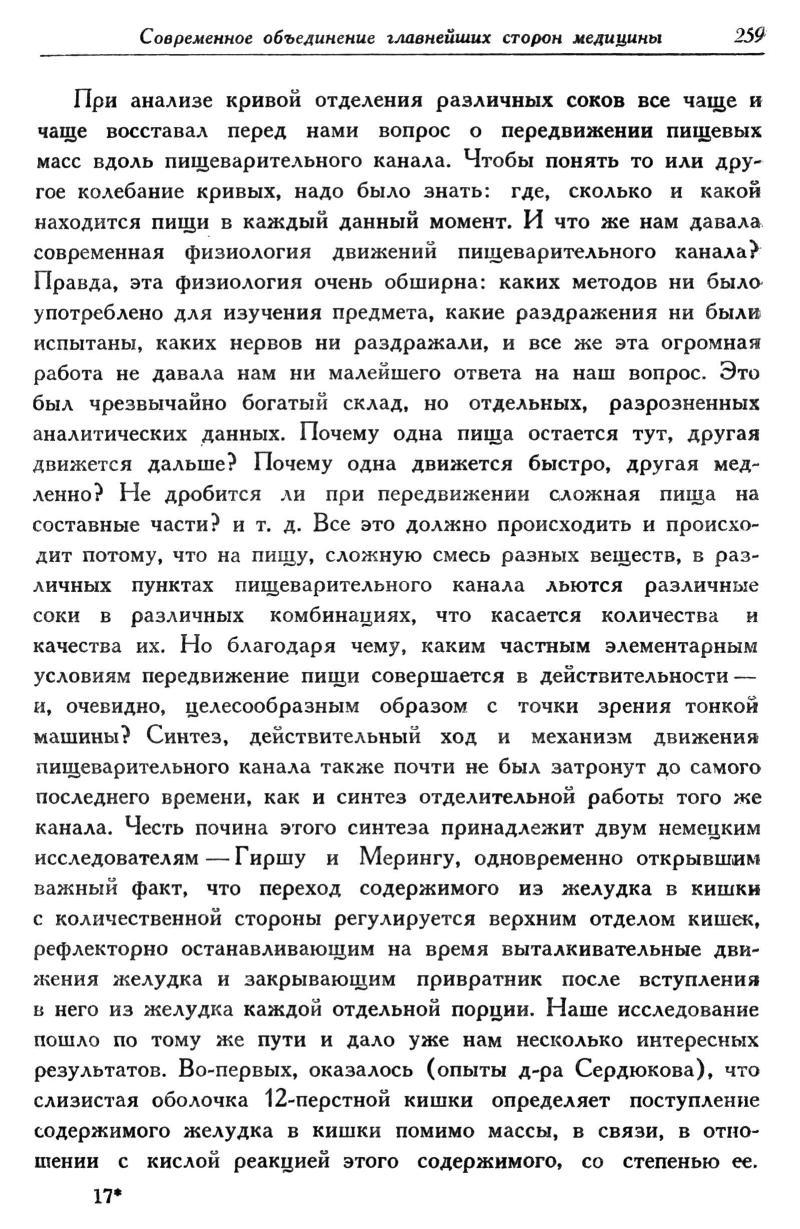 Современное объединение главнейших сторон медицины 259
При анализе кривой отделения различных соков все чаще и
чаще восставал перед нами вопрос о передвижении пищевых
масс вдоль пищеварительного канала. Чтобы понять то или дру-
гое колебание кривых, надо было знать: где, сколько и какой
находится пищи в каждый данный момент. И что же нам давала
современная физиология движений пищеварительного канала?
Правда, эта физиология очень обширна: каких методов ни было
употреблено для изучения предмета, какие раздражения ни были
испытаны, каких нервов ни раздражали, и все же эта огромная
работа не давала нам ни малейшего ответа на наш вопрос. Это
был чрезвычайно богатый склад, но отдельных, разрозненных
аналитических данных. Почему одна пища остается тут, другая
движется дальше? Почему одна движется быстро, другая мед-
ленно? Не дробится ли при передвижении сложная пища на
составные части? и т. д. Все это должно происходить и происхо-
дит потому, что на пищу, сложную смесь разных веществ, в раз-
личных пунктах пищеварительного канала льются различные
соки в различных комбинациях, что касается количества и
качества их. Но благодаря чему, каким частным элементарным
условиям передвижение пищи совершается в действительности —
и, очевидно, целесообразным образом с точки зрения тонкой
машины? Синтез, действительный ход и механизм движения
пищеварительного канала также почти не был затронут до самого
последнего времени, как и синтез отделительной работы того же
канала. Честь почина этого синтеза принадлежит двум немецким
исследователям — Гиршу и Мерингу, одновременно открывшим
важный факт, что переход содержимого из желудка в кишки
с количественной стороны регулируется верхним отделом кишек,
рефлекторно останавливающим на время выталкивательные дви-
жения желудка и закрывающим привратник после вступления
в него из желудка каждой отдельной порции. Наше исследование
пошло по тому же пути и дало уже нам несколько интересных
результатов. Во-первых, оказалось (опыты д-ра Сердюкова), что
слизистая оболочка 12-перстной кишки определяет поступление
содержимого желудка в кишки помимо массы, в связи, в отно-
шении с кислой реакцией этого содержимого, со степенью ее.
17*